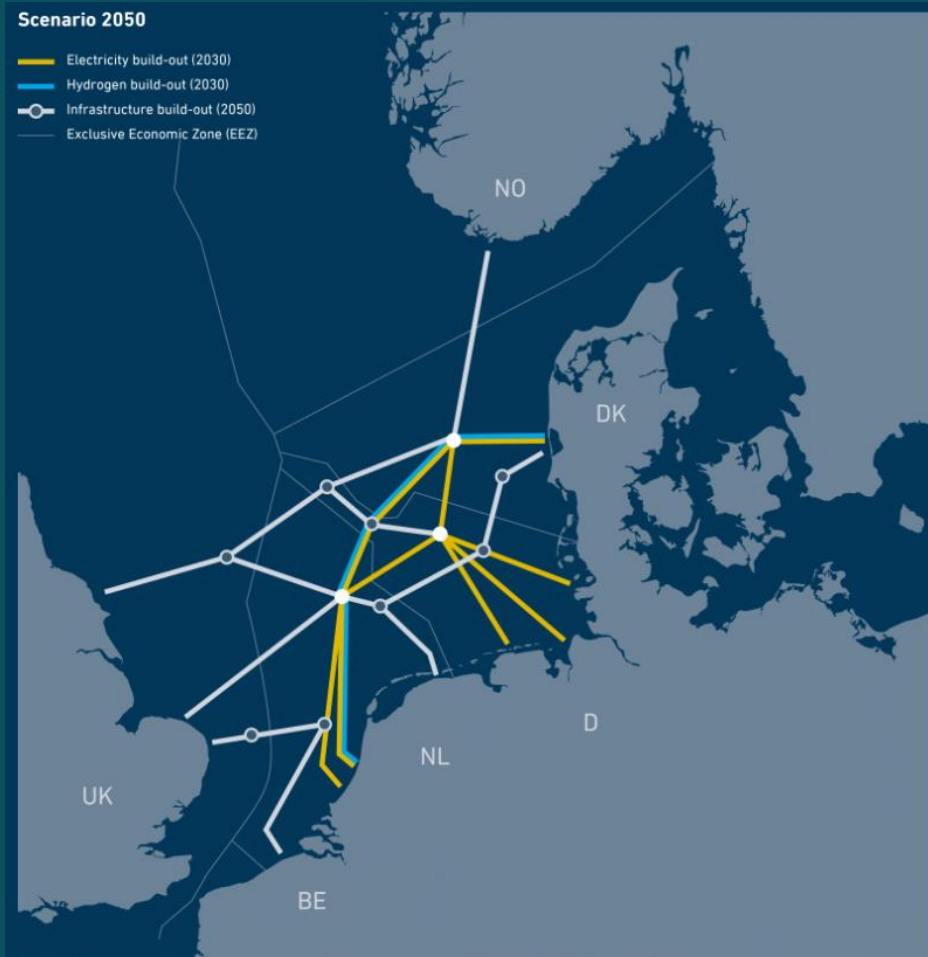 Scenario 2050
Electricity build-out (2030)
Hydrogen build-out (2030)
Infrastructure build-out (2050)
Exclusive Economic Zone (EEZ)
NO
DK
D
NL
UK
BE